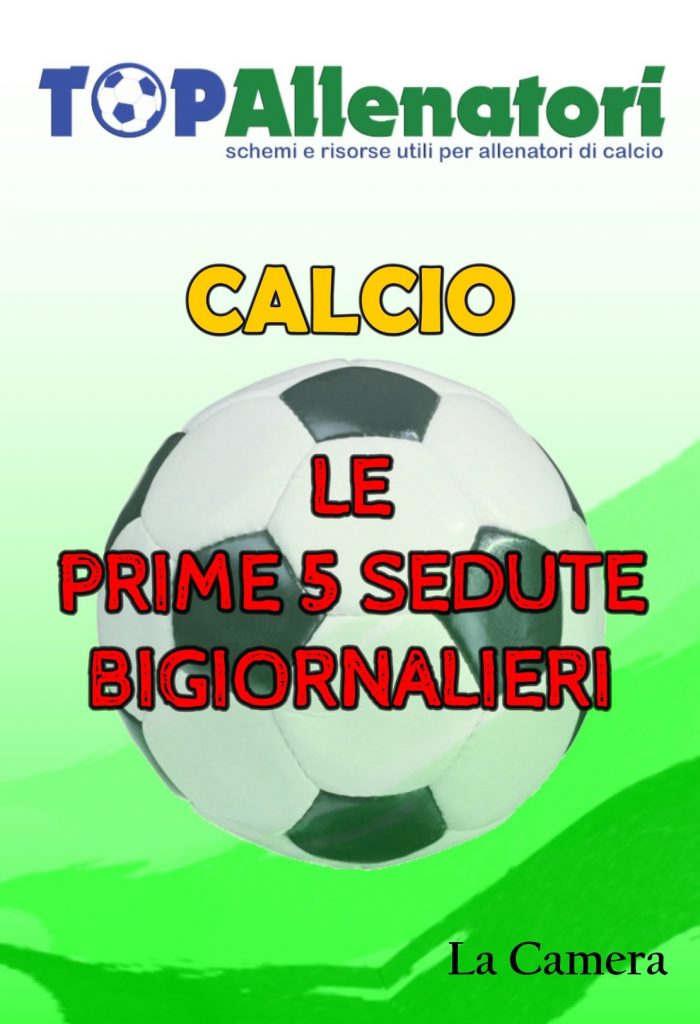 TOPAllenatori
schemi e risorse utili per allenatori di calcio
CALCIO
LE
PRIME 5 SEDUTE
BIGIORNALIERI
La Camera